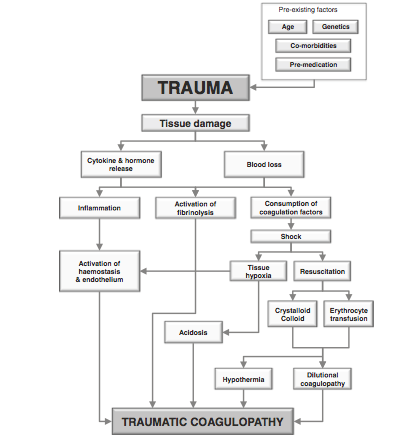 Pre-existing factors
Age
Genetics
Co-morbidities
Pre-medication
TRAUMA
Tissue damage
Cytokine & hormone
release
Blood loss
Inflammation
Activation of
fibrinolysis
Consumption of
coagulation factors
Shock
Activation of
haemostasis
& endothelium
Tissue
hypoxia
Resuscitation
Crystalloid
Colloid
Erythrocyte
transfusion
Acidosis
Hypothermia
Dilutional
coagulopathy
TRAUMATIC COAGULOPATHY